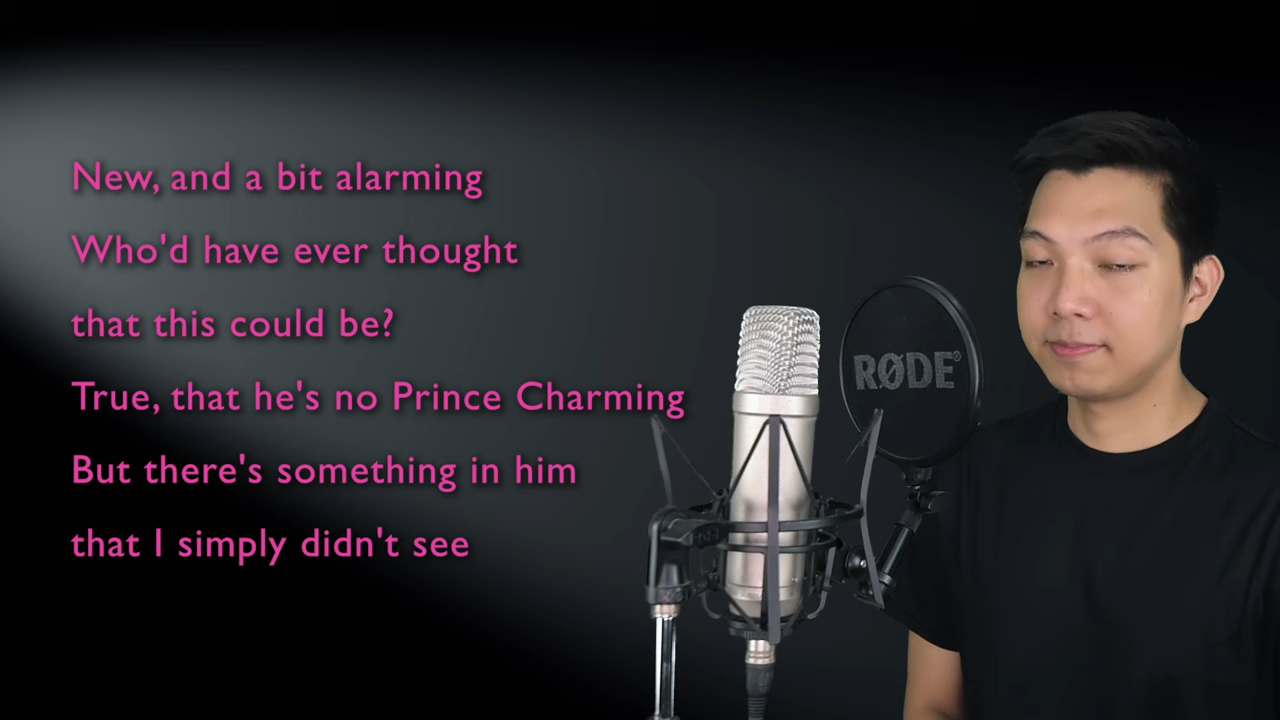 New, and a bit alarming
Who'd have ever thought
that this could be?
True, that he's no Prince Charming
But there's something in him
that I simply didn't see
RØDE®